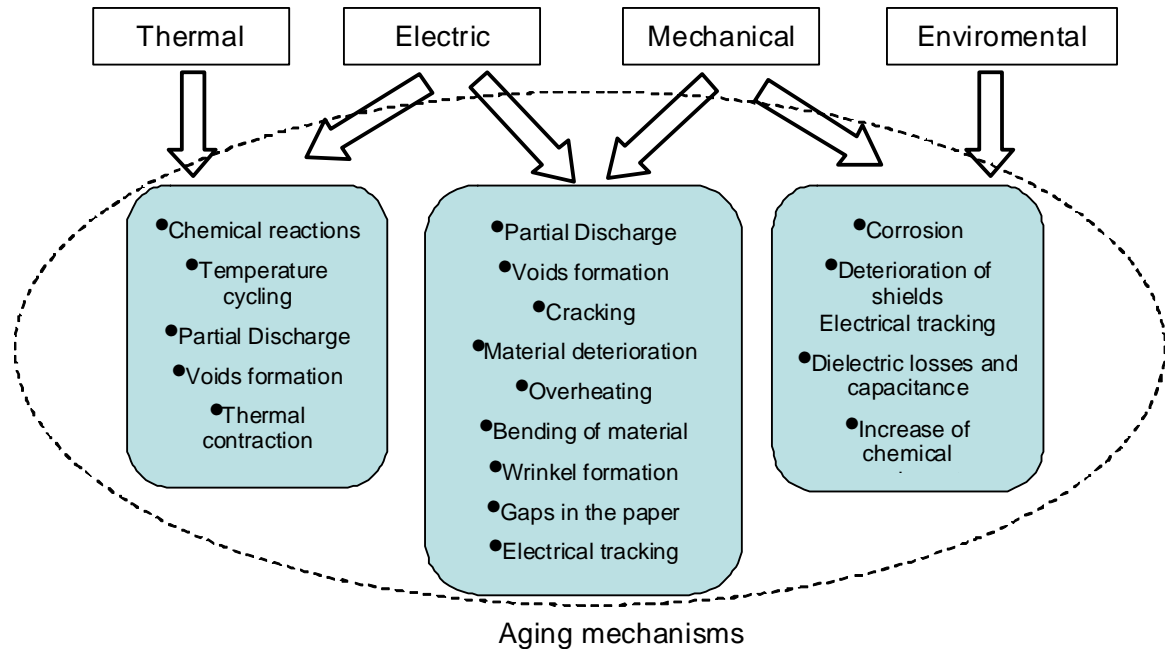 Thermal
Electric
Mechanical
Enviromental
●Chemical reactions
●Temperature
cycling
●Partial Discharge
●Voids formation
●Thermal
contraction
●Partial Discharge
●Voids formation
●Cracking
●Material deterioration
●Overheating
●Bending of material
●Wrinkel formation
●Gaps in the paper
●Electrical tracking
●Corrosion
●Deterioration of
shields
Electrical tracking
●Dielectric losses and
capacitance
●Increase of
chemical
Aging mechanisms